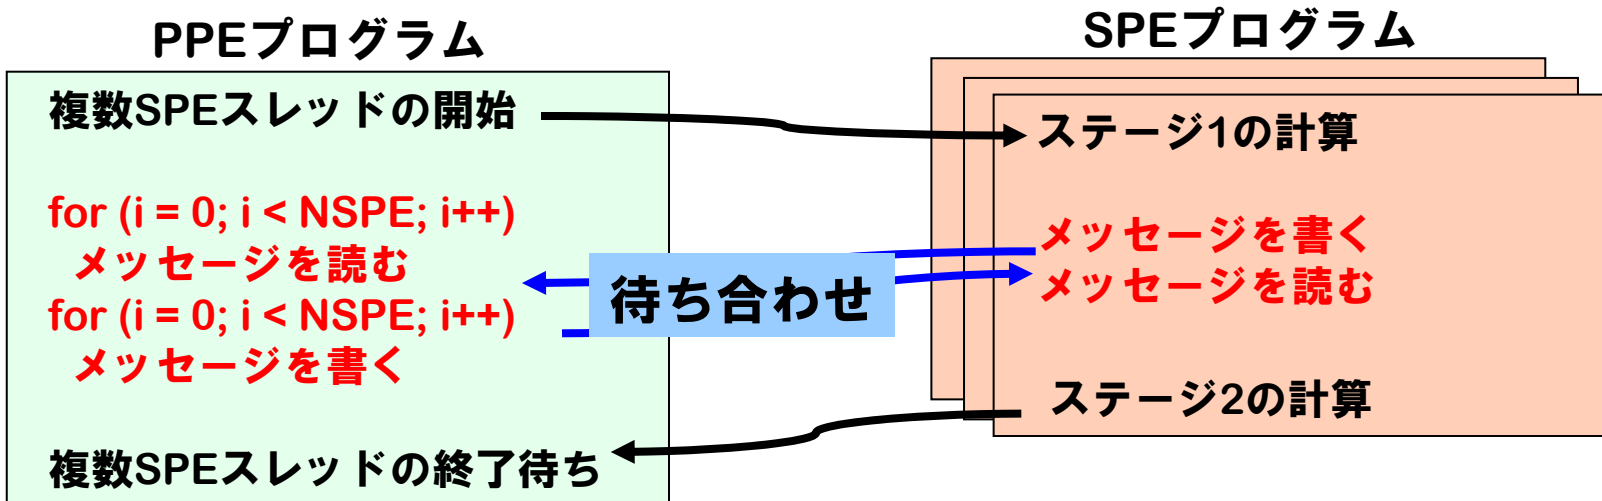 PPEプログラム
複数SPEスレッドの開始
for (i = 0; i < NSPE; i++)
メッセージを読む
for (i = 0; i < NSPE; i++)
メッセージを書く
複数SPEスレッドの終了待ち
待ち合わせ
SPEプログラム
ステージ1の計算
メッセージを書く
メッセージを読む
ステージ2の計算